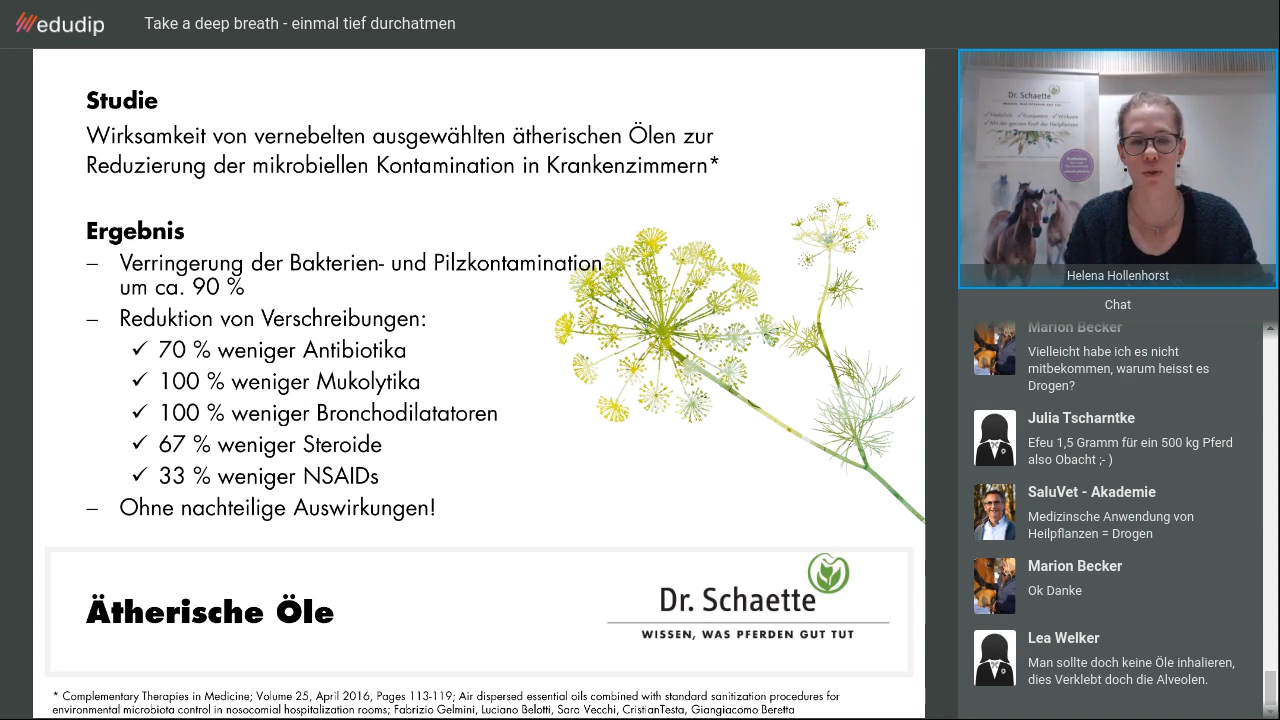 edudip
Take a deep breath - einmal tief durchatmen
Studie
Wirksamkeit von vernebelten ausgewählten ätherischen Ölen zur
Reduzierung der mikrobiellen Kontamination in Krankenzimmern*
Ergebnis
– Verringerung der Bakterien- und Pilzkontamination
um ca. 90 %
– Reduktion von Verschreibungen:
✓ 70 % weniger Antibiotika
✓ 100 % weniger Mukolytika
✓ 100 % weniger Bronchodilatatoren
✓ 67 % weniger Steroide
✓ 33 % weniger NSAIDs
– Ohne nachteilige Auswirkungen!
Ätherische Öle
Dr. Schaette
WISSEN, WAS PFERDEN GUT TUT
* Complementary Therapies in Medicine; Volume 25, April 2016, Pages 113-119; Air dispersed essential oils combined with standard sanitization procedures for
environmental microbiota control in nosocomial hospitalization rooms; Fabrizio Gelmini, Luciano Belotti, Sara Vecchi, CristianTesta, Giangiacomo Beretta
Dr. Schaette
WISSEN, WAS PFERDEN GUT TUT
Helena Hollenhorst
Chat
Marion Becker
Vielleicht habe ich es nicht
mitbekommen, warum heisst es
Drogen?
Julia Tscharntke
Efeu 1,5 Gramm für ein 500 kg Pferd
also Obacht ;- )
SaluVet - Akademie
Medizinsche Anwendung von
Heilpflanzen = Drogen
Marion Becker
Ok Danke
Lea Welker
Man sollte doch keine Öle inhalieren,
dies Verklebt doch die Alveolen.